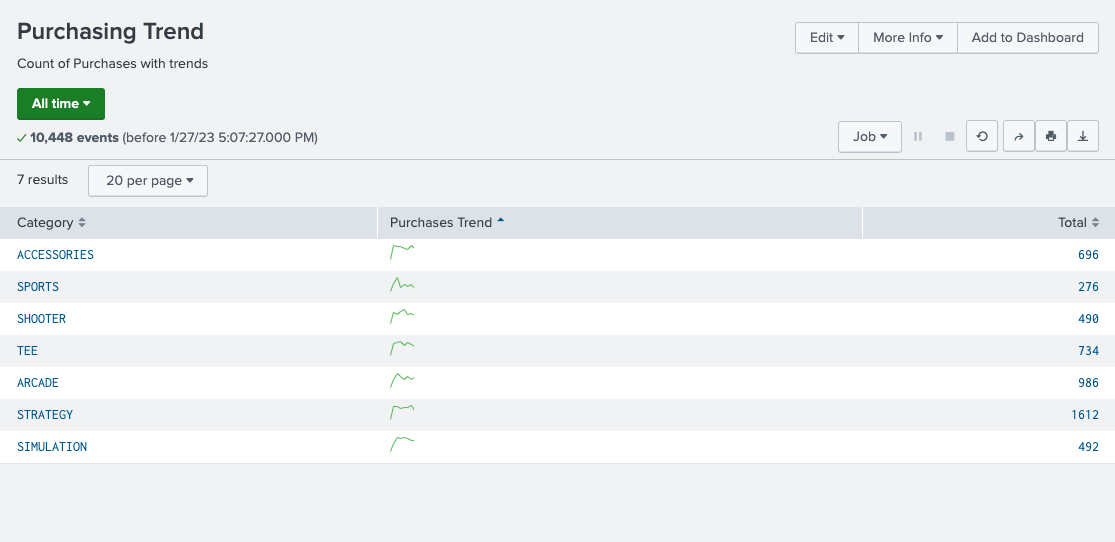 Purchasing Trend
Edit More Info Add to Dashboard
Count of Purchases with trends
All time
10,448 events (before 1/27/23 5:07:27.000 PM)
Job
7 results 20 per page
Category Purchases Trend Total
ACCESSORIES 696
SPORTS 276
SHOOTER 490
TEE 734
ARCADE 986
STRATEGY 1612
SIMULATION 492